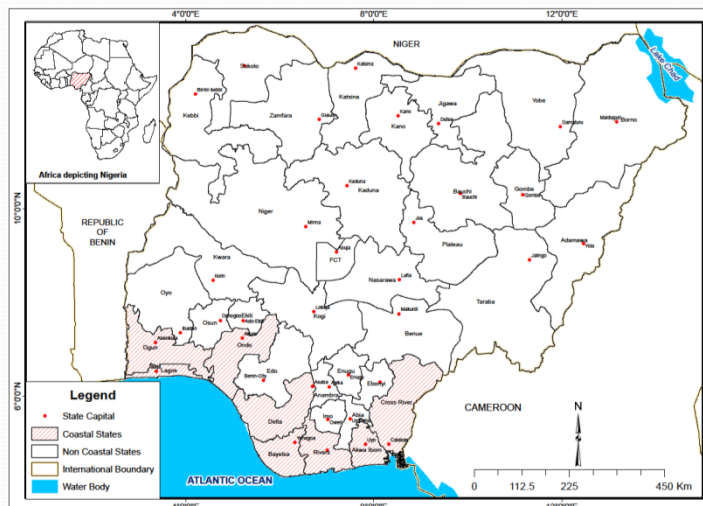 4°0'0"E
8°0'0"E
12°0'0"E
NIGER
Lake Chad
Africa depicting Nigeria
Sokoto
Katsina
Katsina
Birnin Kebbi
Kebbi
Zamfara
Gusau
Kano
Kano
Jigawa
Dutse
Yobe
Damaturu
Maiduguri
Borno
Kaduna
Kaduna
Bauchi
Bauchi
Gombe
Gombe
10°0'0"N
REPUBLIC
OF
BENIN
Niger
Minna
Jos
Plateau
Abuja
FCT
Adamawa
Yola
Jalingo
Kwara
Ilorin
Nasarawa
Lafia
Taraba
Oyo
Lokoja
Kogi
Makurdi
Benue
Osun
Oshogbo
Ekiti
Ado-Ekiti
Ibadan
Abeokuta
Ogun
Akure
Ondo
Lagos
Edo
Benin-City
Enugu
Enugu
Ebonyi
Asaba
Awka
Anambra
6°0'0"N
Cross River
Delta
Imo
Owerri
Abia
Yenagoa
Bayelsa
Rivers
Uyo
Akwa Ibom
Calabar
CAMEROON
N
ATLANTIC OCEAN
Legend
State Capital
Coastal States
Non Coastal States
International Boundary
Water Body
0 112.5 225 450 Km